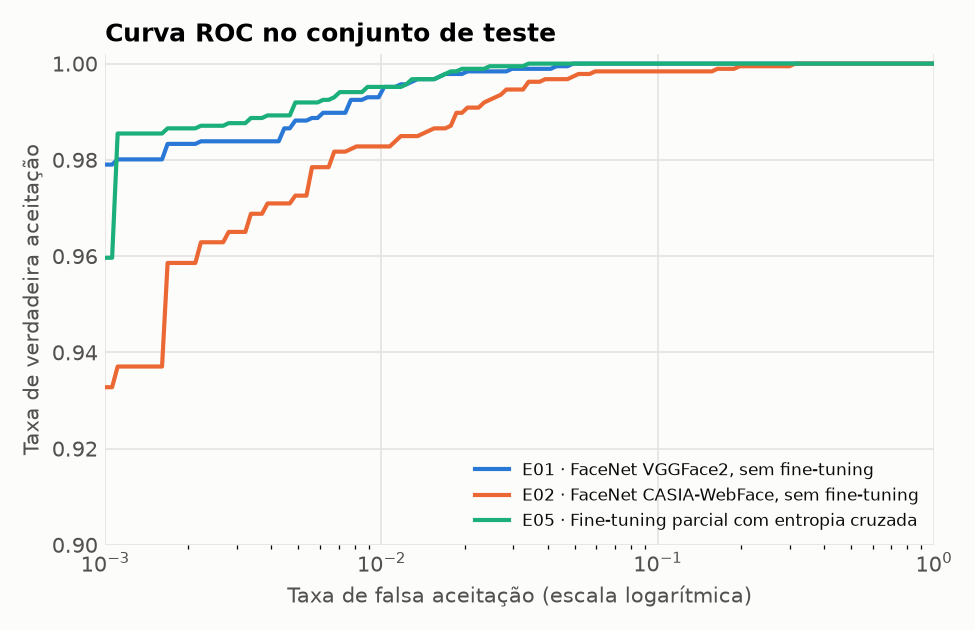 Curva ROC no conjunto de teste
Taxa de verdadeira aceitação
1.00
0.98
0.96
0.94
0.92
0.90
E01 · FaceNet VGGFace2, sem fine-tuning
E02 · FaceNet CASIA-WebFace, sem fine-tuning
E05 · Fine-tuning parcial com entropia cruzada
10⁻³ 10⁻² 10⁻¹ 10⁰
Taxa de falsa aceitação (escala logarítmica)